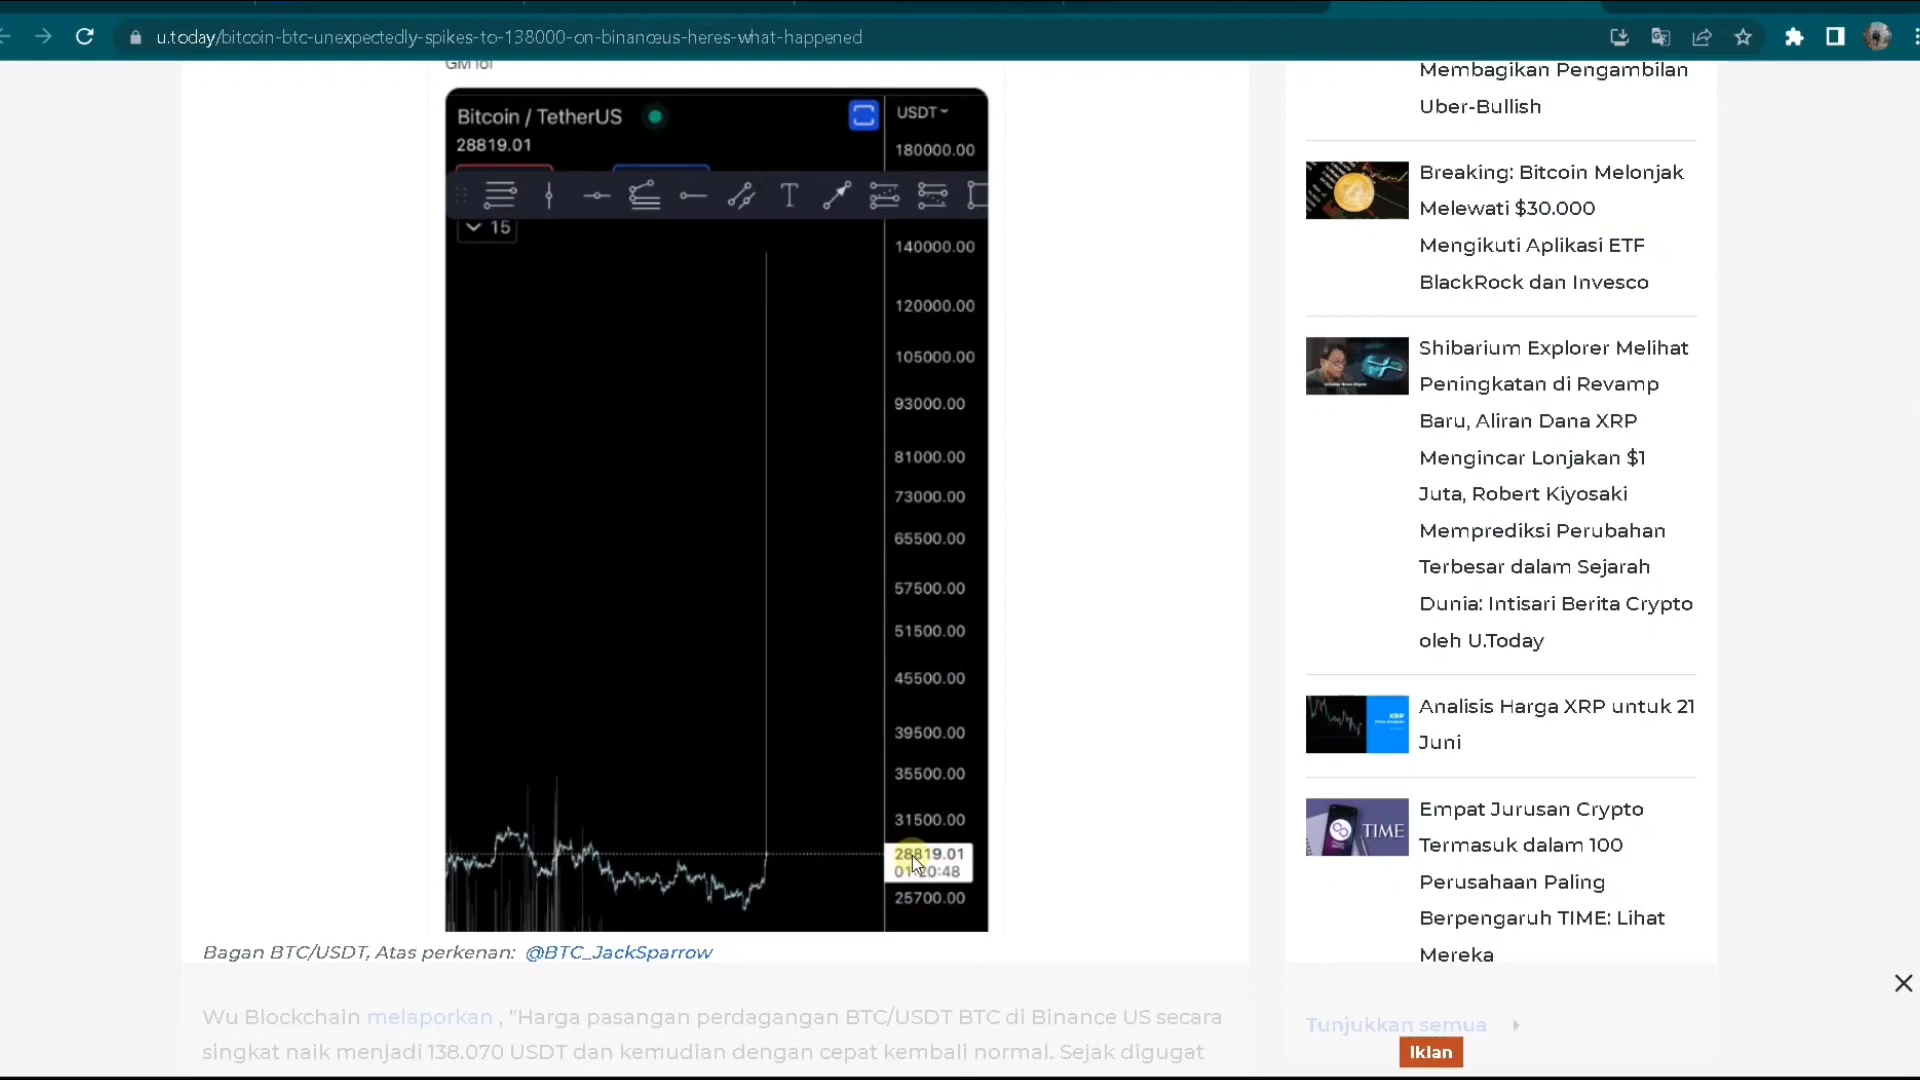 u.today/bitcoin-btc-unexpectedly-spikes-to-138000-on-binanceus-heres-what-happened
GM lol
Bitcoin / TetherUS
28819.01
USDT
180000.00
15
140000.00
120000.00
105000.00
93000.00
81000.00
73000.00
65500.00
57500.00
51500.00
45500.00
39500.00
35500.00
31500.00
28819.01
01:20:48
25700.00
Bagan BTC/USDT, Atas perkenan: @BTC_JackSparrow
Wu Blockchain melaporkan , "Harga pasangan perdagangan BTC/USDT BTC di Binance US secara
singkat naik menjadi 138.070 USDT dan kemudian dengan cepat kembali normal. Sejak digugat
Membagikan Pengambilan
Uber-Bullish
Breaking: Bitcoin Melonjak
Melewati $30.000
Mengikuti Aplikasi ETF
BlackRock dan Invesco
Shibarium Explorer Melihat
Peningkatan di Revamp
Baru, Aliran Dana XRP
Mengincar Lonjakan $1
Juta, Robert Kiyosaki
Memprediksi Perubahan
Terbesar dalam Sejarah
Dunia: Intisari Berita Crypto
oleh U.Today
Analisis Harga XRP untuk 21
Juni
TIME
Empat Jurusan Crypto
Termasuk dalam 100
Perusahaan Paling
Berpengaruh TIME: Lihat
Mereka
Tunjukkan semua
Iklan